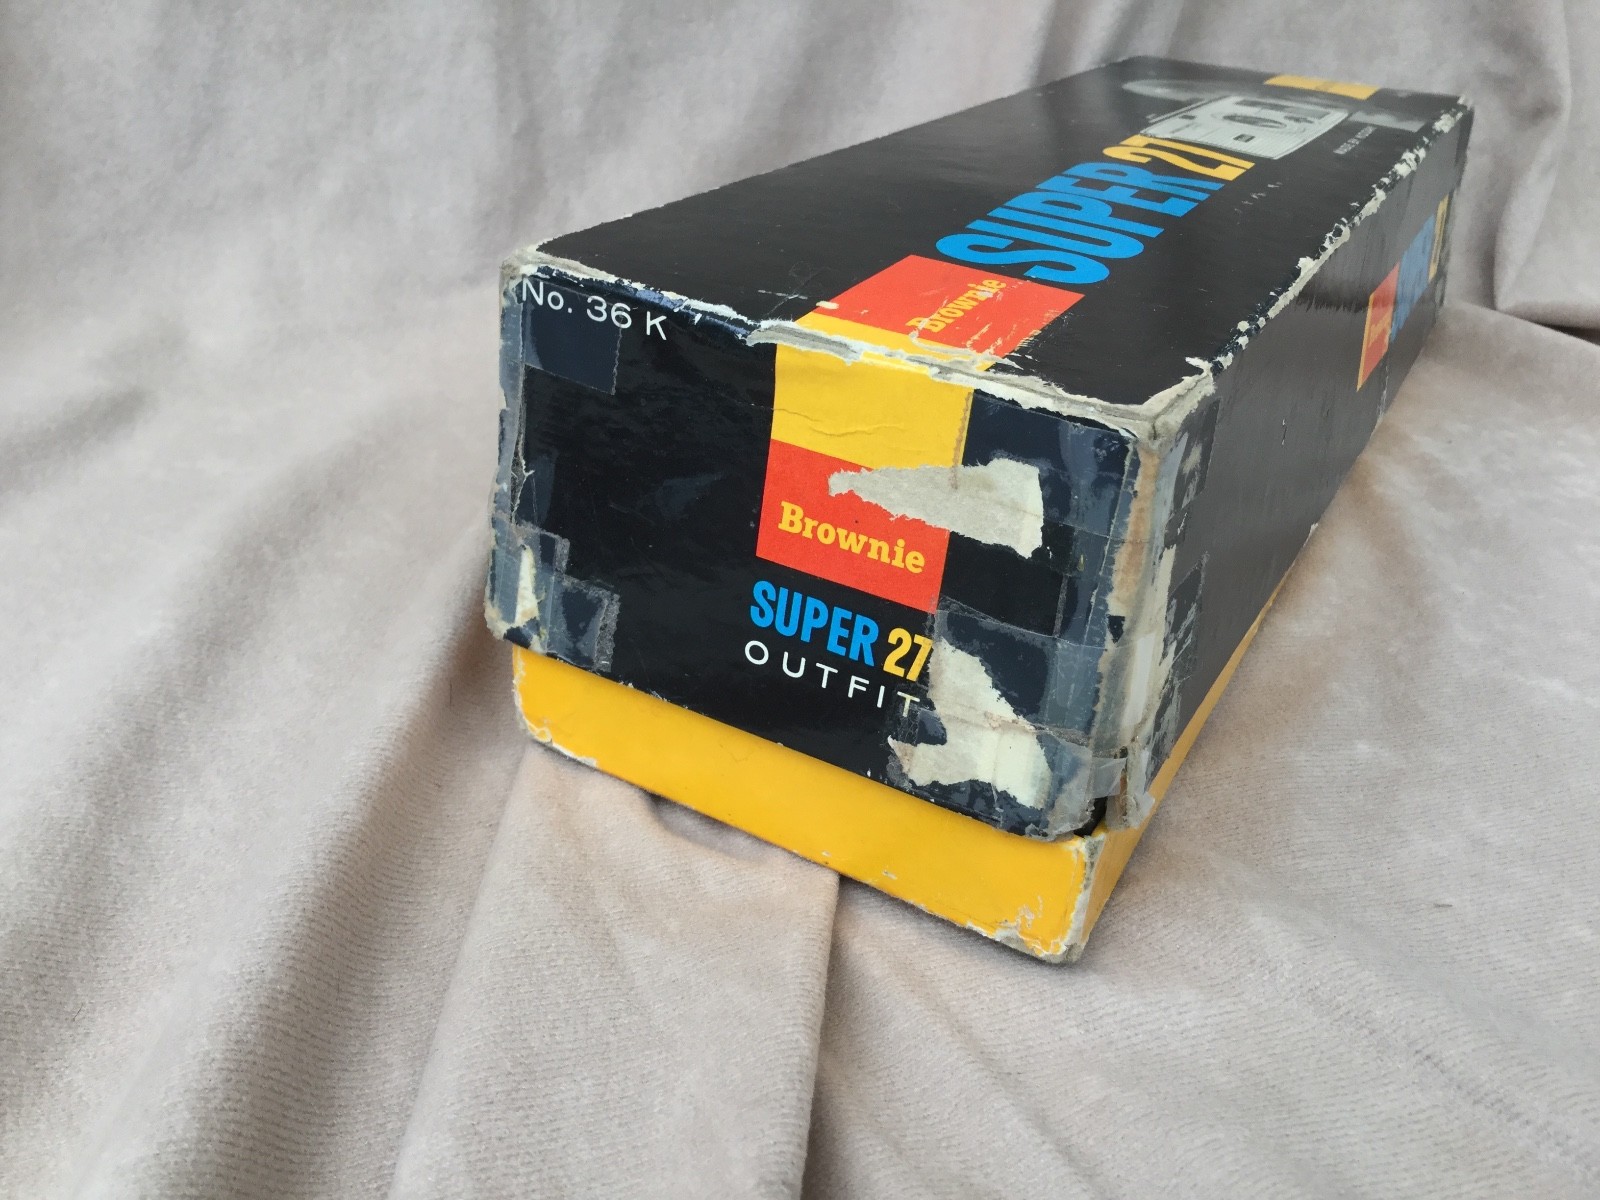 SUPER 27
Brownie
No. 36 K
Brownie
SUPER 27
OUTFIT